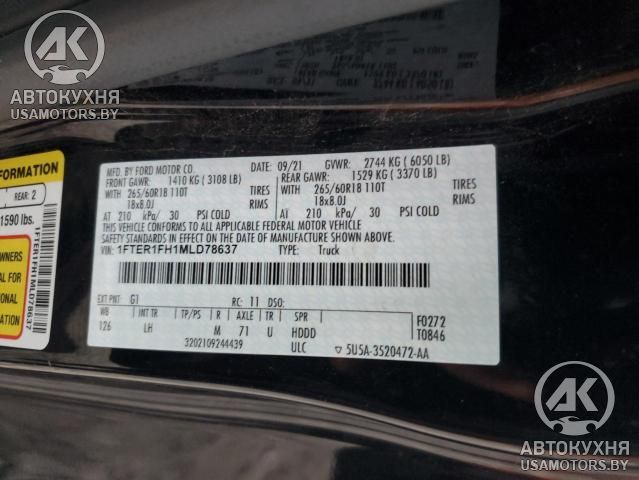 АК
АВТОКУХНЯ
USAMOTORS.BY
FORMATION
REAR: 2
1590 lbs.
1FTER1FH1MLD78637
MFD. BY FORD MOTOR CO. 09/21 GVWR: 2744 KG ( 6050 LB)
FRONT GAWR: 1410 KG ( 3108 LB) REAR GAWR: 1529 KG ( 3370 LB)
WITH 265/60R18 110T TIRES WITH 265/60R18 110T TIRES
18x8.0J 18x8.0J
AT 210 kPa/ 30 PSI COLD AT 210 kPa/ 30 PSI COLD
THIS VEHICLE CONFORMS TO ALL APPLICABLE FEDERAL MOTOR VEHICLE
SAFETY STANDARDS IN EFFECT ON THE DATE OF MANUFACTURE SHOWN ABOVE.
VIN: 1FTER1FH1MLD78637 TYPE: Truck
EXT PNT: G1 RC: 11 DSO:
WB INT TR TP/PS R AXLE TR SPR F0272
126 LH M 71 U HDDD T0846
3202109244439 ULC 5U5A-3520472-AA
АК
АВТОКУХНЯ
USAMOTORS.BY